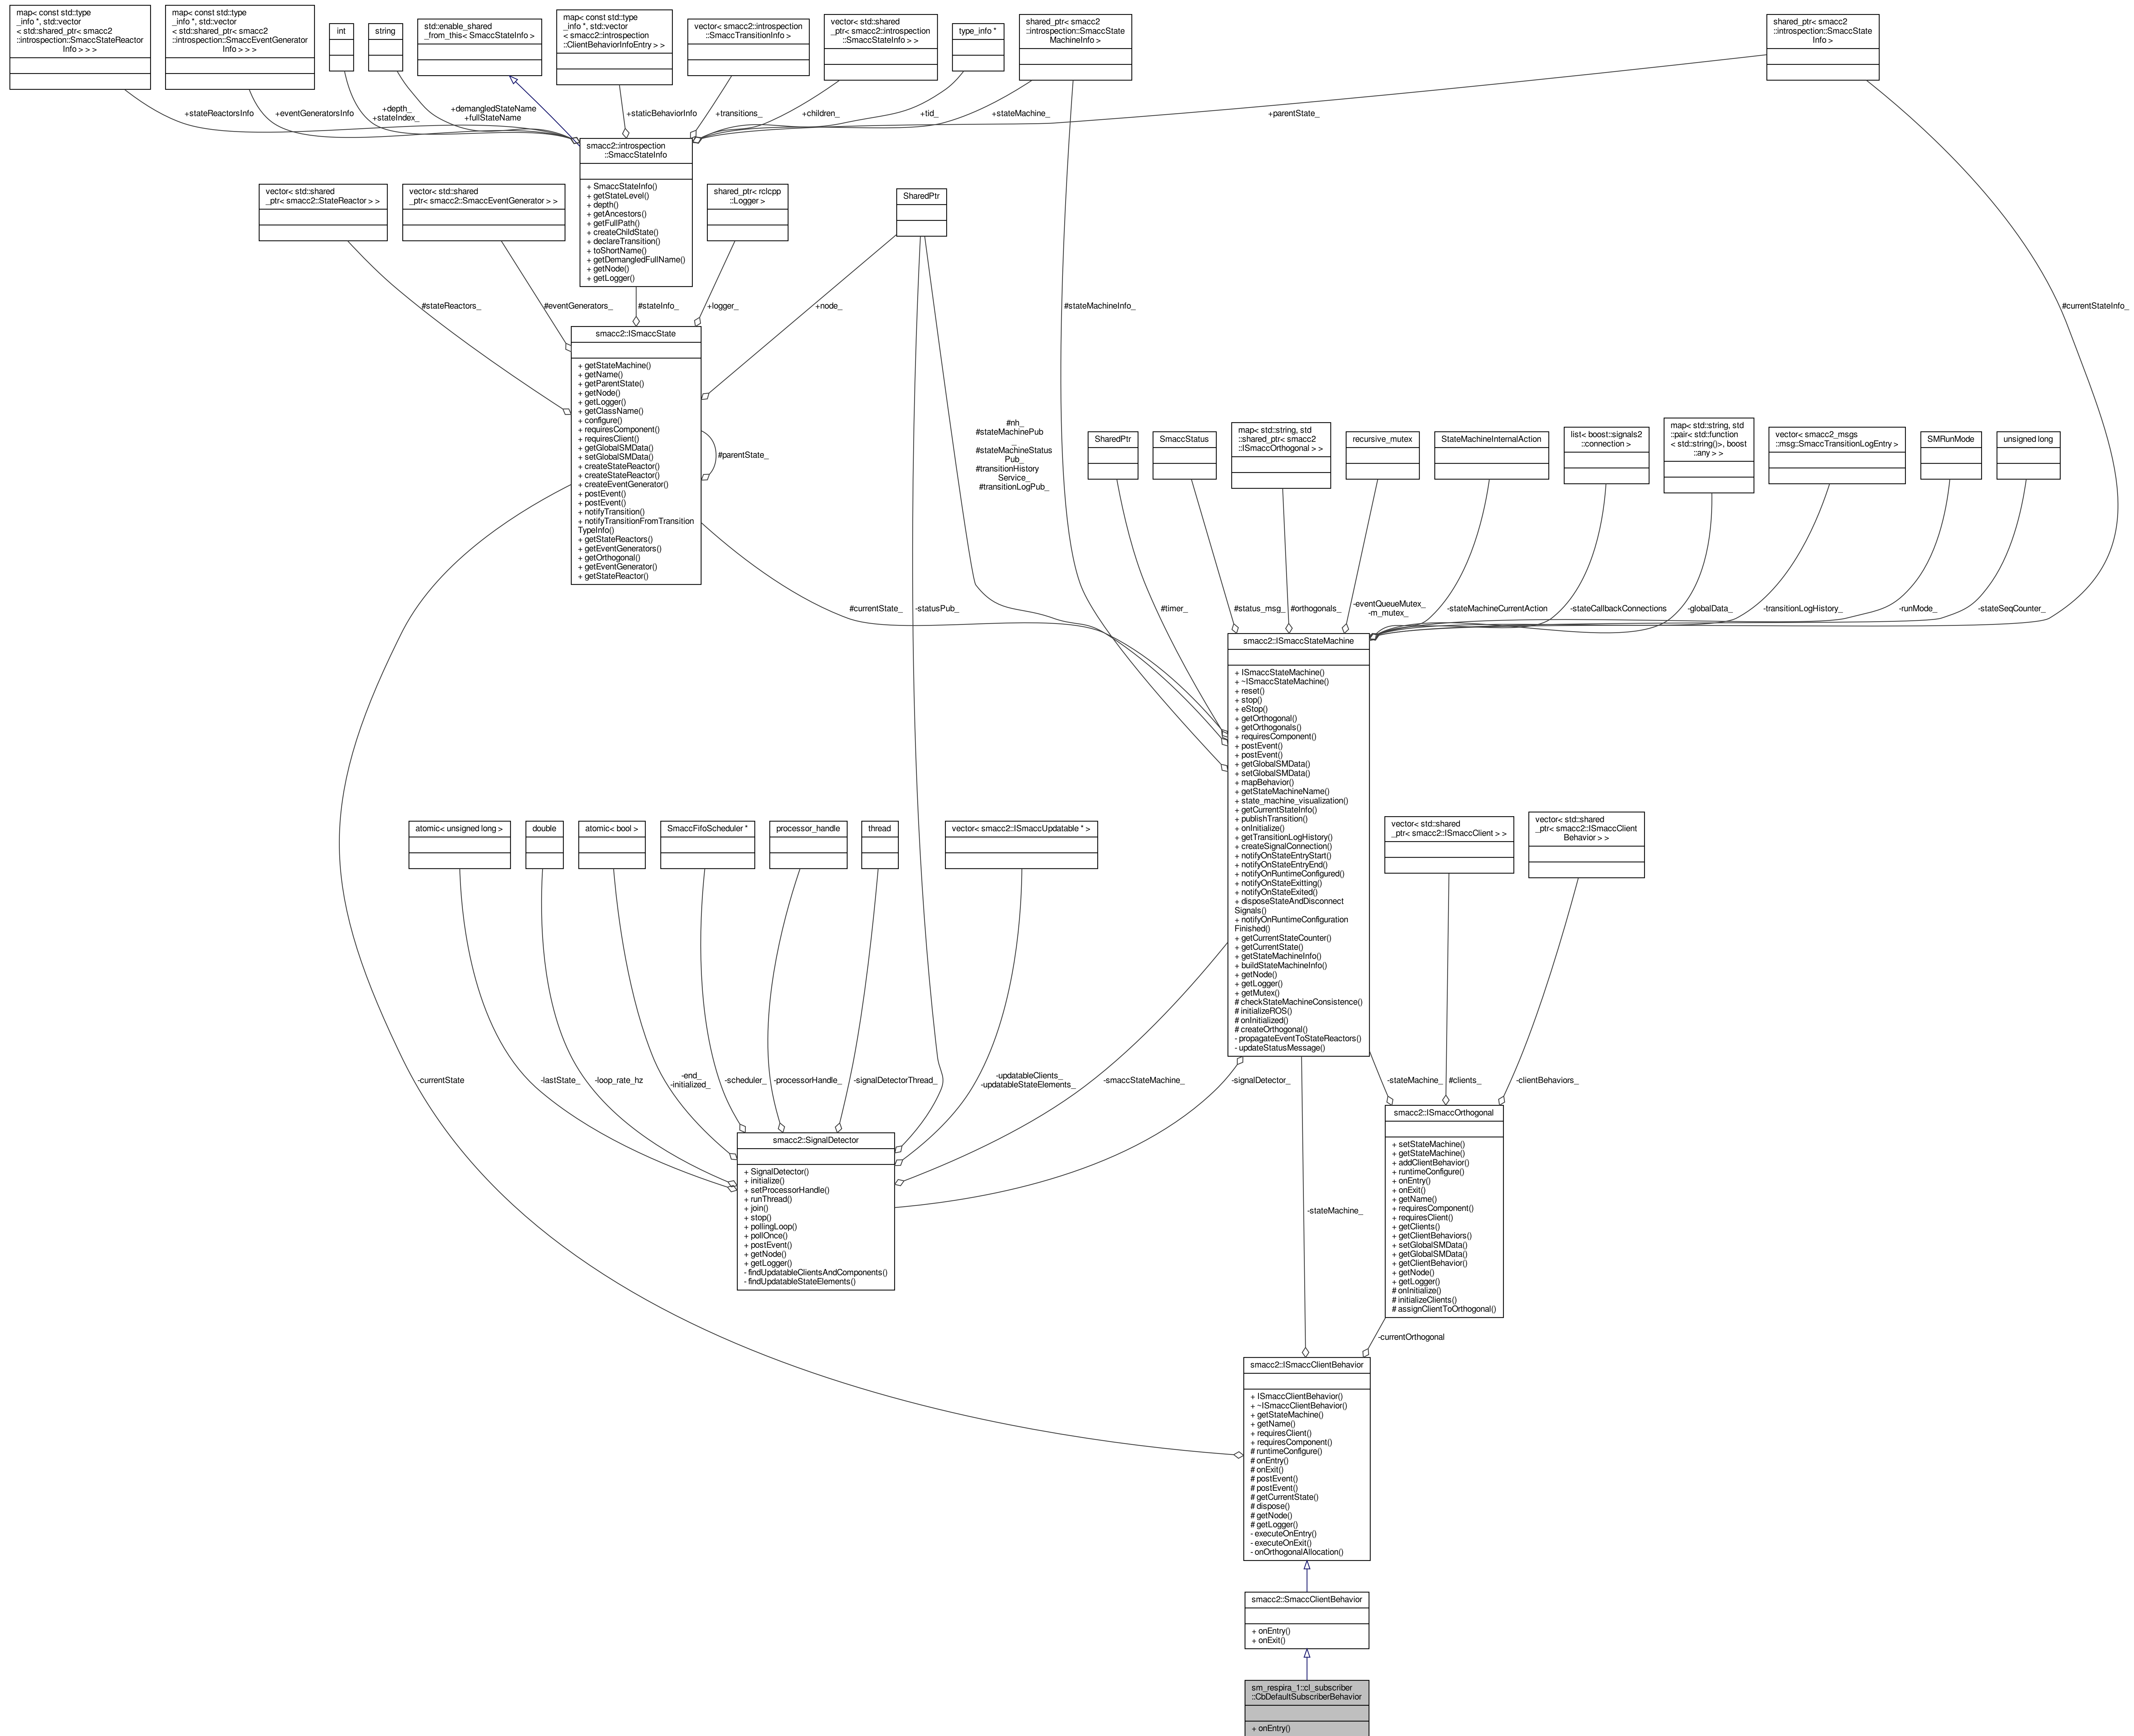 map< const std::type
_info *, std::vector
< std::shared_ptr< smacc2
::introspection::SmaccStateReactor
Info > > >
map< const std::type
_info *, std::vector
< std::shared_ptr< smacc2
::introspection::SmaccEventGenerator
Info > > >
int
string
std::enable_shared
_from_this< SmaccStateInfo >
map< const std::type
_info *, std::vector
< smacc2::introspection
::ClientBehaviorInfoEntry > >
vector< smacc2::introspection
::SmaccTransitionInfo >
vector< std::shared
_ptr< smacc2::introspection
::SmaccStateInfo > >
type_info *
shared_ptr< smacc2
::introspection::SmaccState
MachineInfo >
shared_ptr< smacc2
::introspection::SmaccState
Info >
+stateReactorsInfo
+eventGeneratorsInfo
+depth_
+stateIndex_
+demangledStateName
+fullStateName
+staticBehaviorInfo
+transitions_
+children_
+tid_
+stateMachine_
+parentState_
smacc2::introspection
::SmaccStateInfo
+ SmaccStateInfo()
+ getStateLevel()
+ depth()
+ getAncestors()
+ getFullPath()
+ createChildState()
+ declareTransition()
+ toShortName()
+ getDemangledFullName()
+ getNode()
+ getLogger()
vector< std::shared
_ptr< smacc2::StateReactor > >
vector< std::shared
_ptr< smacc2::SmaccEventGenerator > >
shared_ptr< rclcpp
::Logger >
SharedPtr
#stateReactors_
#eventGenerators_
#stateInfo_
+logger_
+node_
#stateMachineInfo_
#currentStateInfo_
smacc2::ISmaccState
+ getStateMachine()
+ getName()
+ getParentState()
+ getNode()
+ getLogger()
+ getClassName()
+ configure()
+ requiresComponent()
+ requiresClient()
+ getGlobalSMData()
+ setGlobalSMData()
+ createStateReactor()
+ createStateReactor()
+ createEventGenerator()
+ postEvent()
+ postEvent()
+ notifyTransition()
+ notifyTransitionFromTransition
TypeInfo()
+ getStateReactors()
+ getEventGenerators()
+ getOrthogonal()
+ getEventGenerator()
+ getStateReactor()
#parentState_
#nh_
#stateMachinePub
_
#stateMachineStatus
Pub_
#transitionHistory
Service_
#transitionLogPub_
SharedPtr
SmaccStatus
map< std::string, std
::shared_ptr< smacc2
::ISmaccOrthogonal > >
recursive_mutex
StateMachineInternalAction
list< boost::signals2
::connection >
map< std::string, std
::pair< std::function
< std::string()>, boost
::any > >
vector< smacc2_msgs
::msg::SmaccTransitionLogEntry >
SMRunMode
unsigned long
#currentState_
-statusPub_
#timer_
#status_msg_
#orthogonals_
-eventQueueMutex_
-m_mutex_
-stateMachineCurrentAction
-stateCallbackConnections
-globalData_
-transitionLogHistory_
-runMode_
-stateSeqCounter_
smacc2::ISmaccStateMachine
+ ISmaccStateMachine()
+ ~ISmaccStateMachine()
+ reset()
+ stop()
+ eStop()
+ getOrthogonal()
+ getOrthogonals()
+ requiresComponent()
+ postEvent()
+ postEvent()
+ getGlobalSMData()
+ setGlobalSMData()
+ mapBehavior()
+ getStateMachineName()
+ state_machine_visualization()
+ getCurrentStateInfo()
+ publishTransition()
+ onInitialize()
+ getTransitionLogHistory()
+ createSignalConnection()
+ notifyOnStateEntryStart()
+ notifyOnStateEntryEnd()
+ notifyOnRuntimeConfigured()
+ notifyOnStateExitting()
+ notifyOnStateExited()
+ disposeStateAndDisconnect
Signals()
+ notifyOnRuntimeConfiguration
Finished()
+ getCurrentStateCounter()
+ getCurrentState()
+ getStateMachineInfo()
+ buildStateMachineInfo()
+ getNode()
+ getLogger()
+ getMutex()
# checkStateMachineConsistence()
# initializeROS()
# onInitialized()
# createOrthogonal()
- propagateEventToStateReactors()
- updateStatusMessage()
atomic< unsigned long >
double
atomic< bool >
SmaccFifoScheduler *
processor_handle
thread
vector< smacc2::ISmaccUpdatable * >
vector< std::shared
_ptr< smacc2::ISmaccClient > >
vector< std::shared
_ptr< smacc2::ISmaccClient
Behavior > >
-currentState
-lastState_
-loop_rate_hz
-end_
-initialized_
-scheduler_
-processorHandle_
-signalDetectorThread_
-updatableClients_
-updatableStateElements_
-smaccStateMachine_
-signalDetector_
-stateMachine_
#clients_
-clientBehaviors_
smacc2::SignalDetector
+ SignalDetector()
+ initialize()
+ setProcessorHandle()
+ runThread()
+ join()
+ stop()
+ pollingLoop()
+ pollOnce()
+ postEvent()
+ getNode()
+ getLogger()
- findUpdatableClientsAndComponents()
- findUpdatableStateElements()
smacc2::ISmaccOrthogonal
+ setStateMachine()
+ getStateMachine()
+ addClientBehavior()
+ runtimeConfigure()
+ onEntry()
+ onExit()
+ getName()
+ requiresComponent()
+ requiresClient()
+ getClients()
+ getClientBehaviors()
+ setGlobalSMData()
+ getGlobalSMData()
+ getClientBehavior()
+ getNode()
+ getLogger()
# onInitialize()
# initializeClients()
# assignClientToOrthogonal()
-stateMachine_
-currentOrthogonal
smacc2::ISmaccClientBehavior
+ ISmaccClientBehavior()
+ ~ISmaccClientBehavior()
+ getStateMachine()
+ getName()
+ requiresClient()
+ requiresComponent()
# runtimeConfigure()
# onEntry()
# onExit()
# postEvent()
# postEvent()
# getCurrentState()
# dispose()
# getNode()
# getLogger()
- executeOnEntry()
- executeOnExit()
- onOrthogonalAllocation()
smacc2::SmaccClientBehavior
+ onEntry()
+ onExit()
sm_respira_1::cl_subscriber
::CbDefaultSubscriberBehavior
+ onEntry()